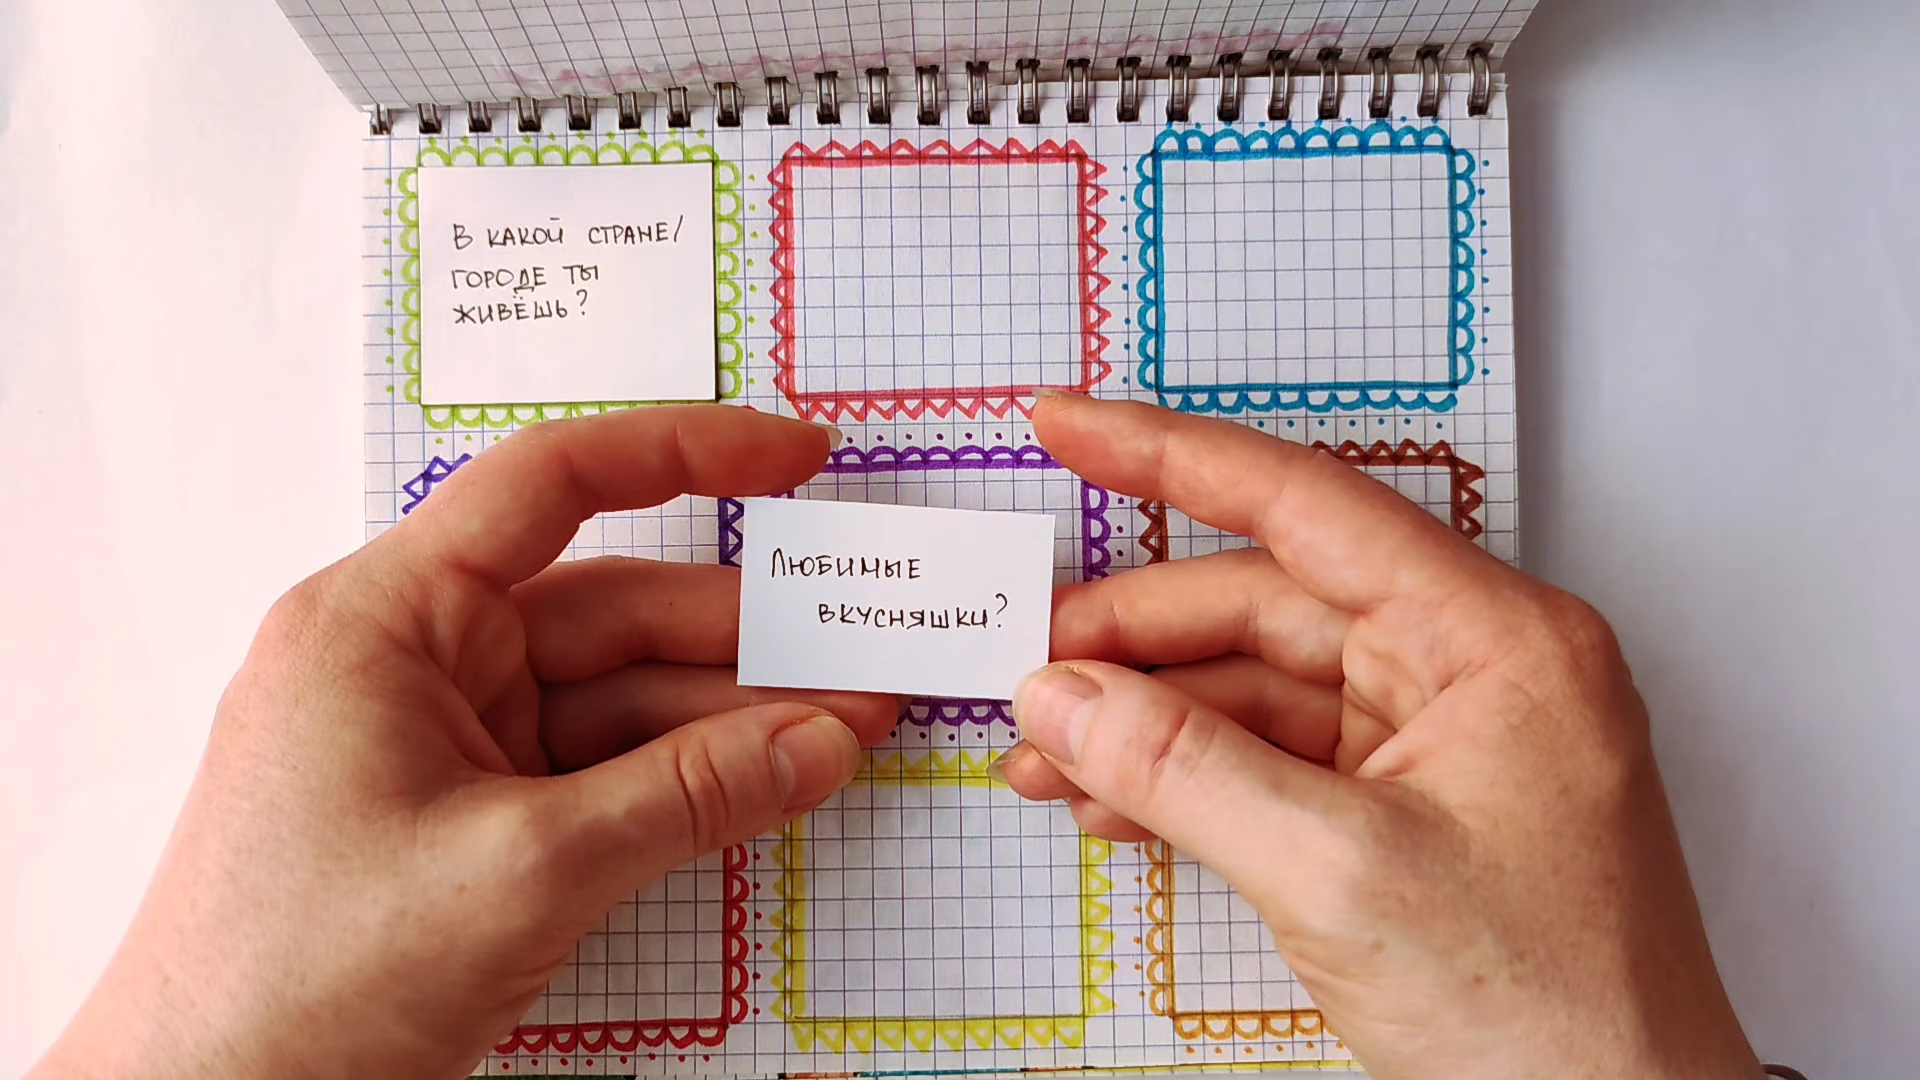 В КАКОЙ СТРАНЕ/
ГОРОДЕ ТЫ
ЖИВЁШЬ?
ЛЮБИМЫЕ
ВКУСНЯШКИ?